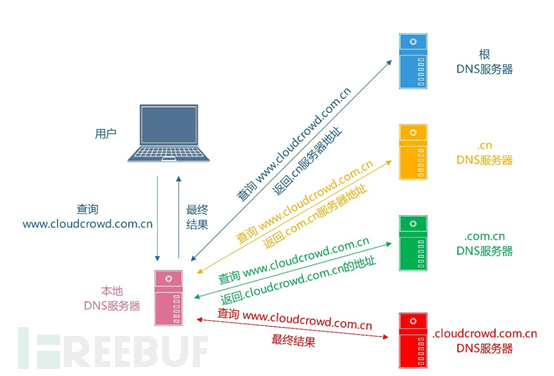 根
DNS服务器
用户
查询 www.cloudcrowd.com.cn
返回.cn服务器地址
.cn
DNS服务器
查询 www.cloudcrowd.com.cn
返回.com.cn服务器地址
查询
www.cloudcrowd.com.cn
最终
结果
.com.cn
DNS服务器
查询 www.cloudcrowd.com.cn
返回.cloudcrowd.com.cn的地址
本地
DNS服务器
查询 www.cloudcrowd.com.cn
最终结果
.cloudcrowd.com.cn
DNS服务器
FREEBUF